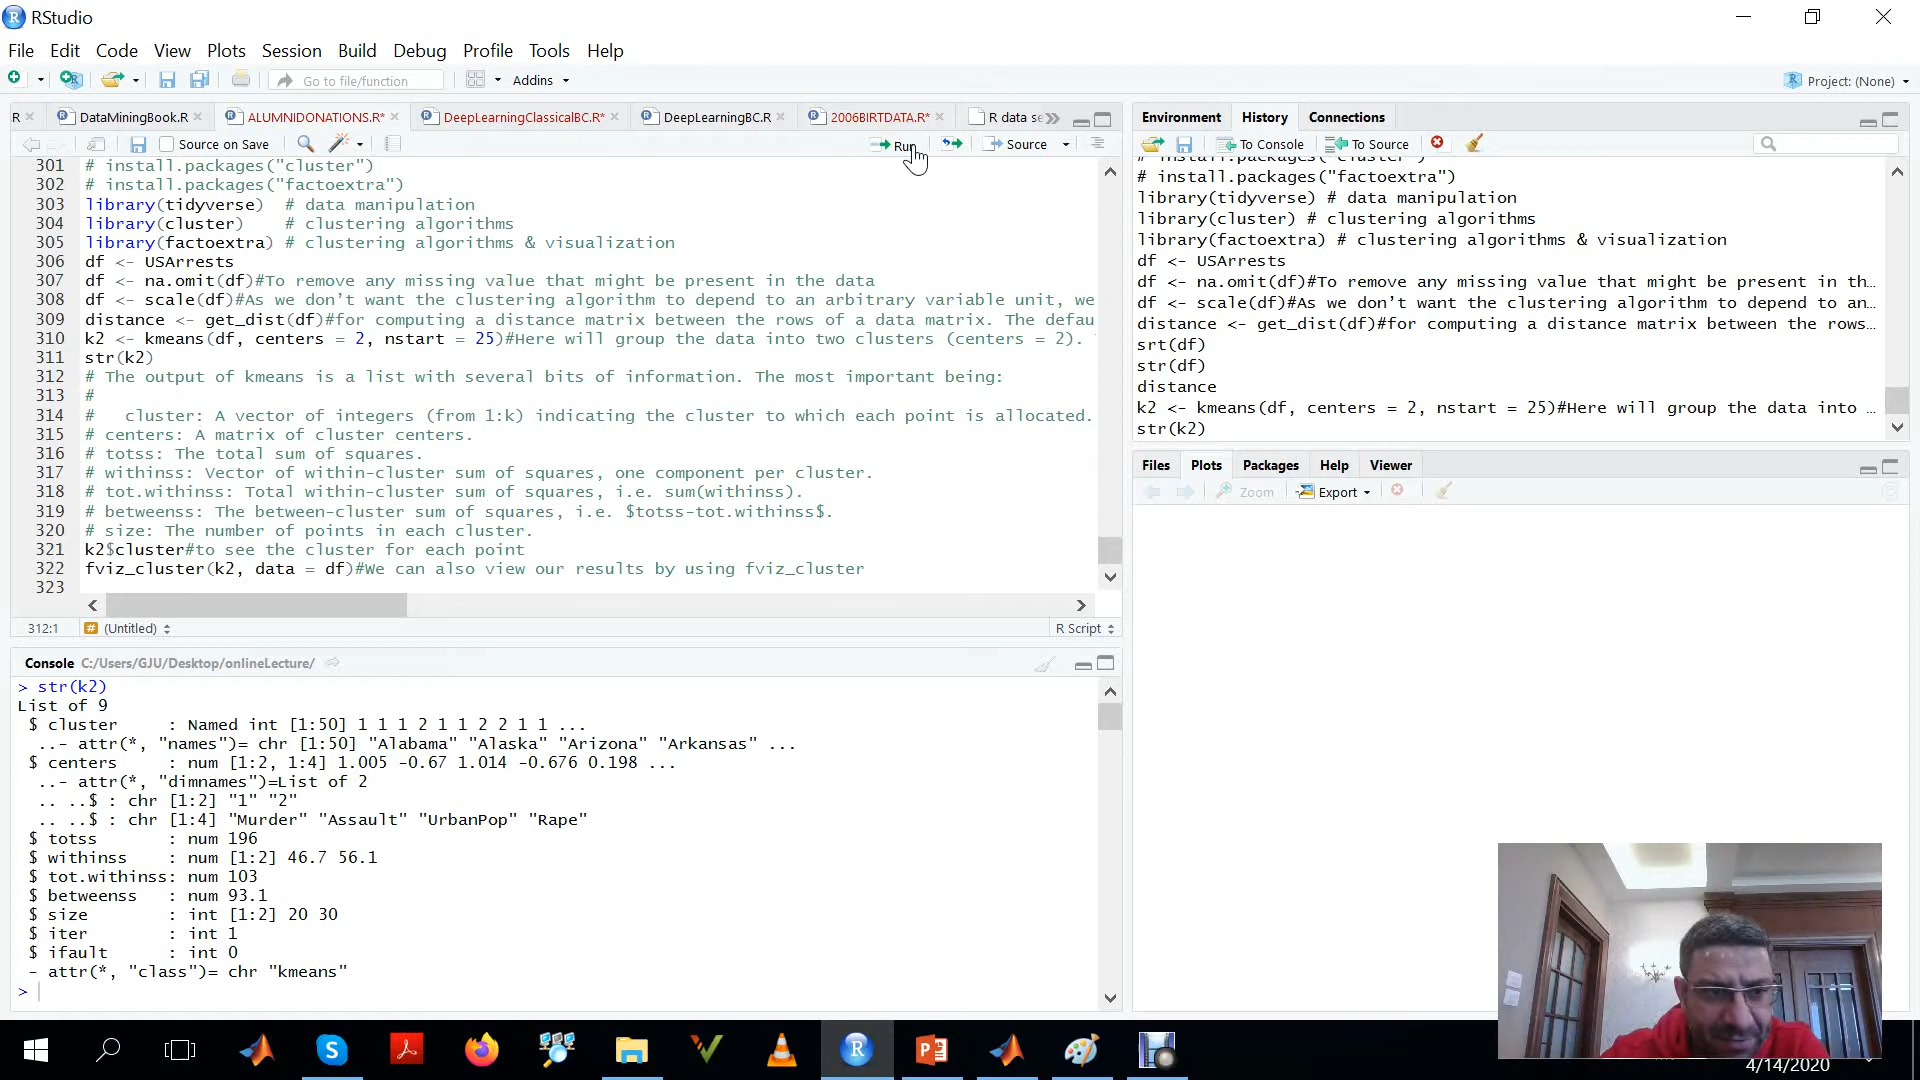 RStudio
File Edit Code View Plots Session Build Debug Profile Tools Help
Go to file/function Addins Project: (None)
R DataMiningBook.R ALUMNIDONATIONS.R* DeepLearningClassicalBC.R* DeepLearningBC.R 2006BIRTDATA.R* R data se
Source on Save Run Source
301 # install.packages("cluster")
302 # install.packages("factoextra")
303 library(tidyverse) # data manipulation
304 library(cluster) # clustering algorithms
305 library(factoextra) # clustering algorithms & visualization
306 df <- USArrests
307 df <- na.omit(df)#To remove any missing value that might be present in the data
308 df <- scale(df)#As we don’t want the clustering algorithm to depend to an arbitrary variable unit, we
309 distance <- get_dist(df)#for computing a distance matrix between the rows of a data matrix. The defau
310 k2 <- kmeans(df, centers = 2, nstart = 25)#Here will group the data into two clusters (centers = 2).
311 str(k2)
312 # The output of kmeans is a list with several bits of information. The most important being:
313 #
314 # cluster: A vector of integers (from 1:k) indicating the cluster to which each point is allocated.
315 # centers: A matrix of cluster centers.
316 # totss: The total sum of squares.
317 # withinss: Vector of within-cluster sum of squares, one component per cluster.
318 # tot.withinss: Total within-cluster sum of squares, i.e. sum(withinss).
319 # betweenss: The between-cluster sum of squares, i.e. $totss-tot.withinss$.
320 # size: The number of points in each cluster.
321 k2$cluster#to see the cluster for each point
322 fviz_cluster(k2, data = df)#We can also view our results by using fviz_cluster
323
312:1 # (Untitled) R Script
Console C:/Users/GJU/Desktop/onlineLecture/
> str(k2)
List of 9
$ cluster : Named int [1:50] 1 1 1 2 1 1 2 2 1 1 ...
..- attr(*, "names")= chr [1:50] "Alabama" "Alaska" "Arizona" "Arkansas" ...
$ centers : num [1:2, 1:4] 1.005 -0.67 1.014 -0.676 0.198 ...
..- attr(*, "dimnames")=List of 2
.. ..$ : chr [1:2] "1" "2"
.. ..$ : chr [1:4] "Murder" "Assault" "UrbanPop" "Rape"
$ totss : num 196
$ withinss : num [1:2] 46.7 56.1
$ tot.withinss: num 103
$ betweenss : num 93.1
$ size : int [1:2] 20 30
$ iter : int 1
$ ifault : int 0
- attr(*, "class")= chr "kmeans"
>
Environment History Connections
To Console To Source
# install.packages("cluster")
# install.packages("factoextra")
library(tidyverse) # data manipulation
library(cluster) # clustering algorithms
library(factoextra) # clustering algorithms & visualization
df <- USArrests
df <- na.omit(df)#To remove any missing value that might be present in th…
df <- scale(df)#As we don’t want the clustering algorithm to depend to an…
distance <- get_dist(df)#for computing a distance matrix between the rows…
srt(df)
str(df)
distance
k2 <- kmeans(df, centers = 2, nstart = 25)#Here will group the data into …
str(k2)
Files Plots Packages Help Viewer
Zoom Export
4/14/2020